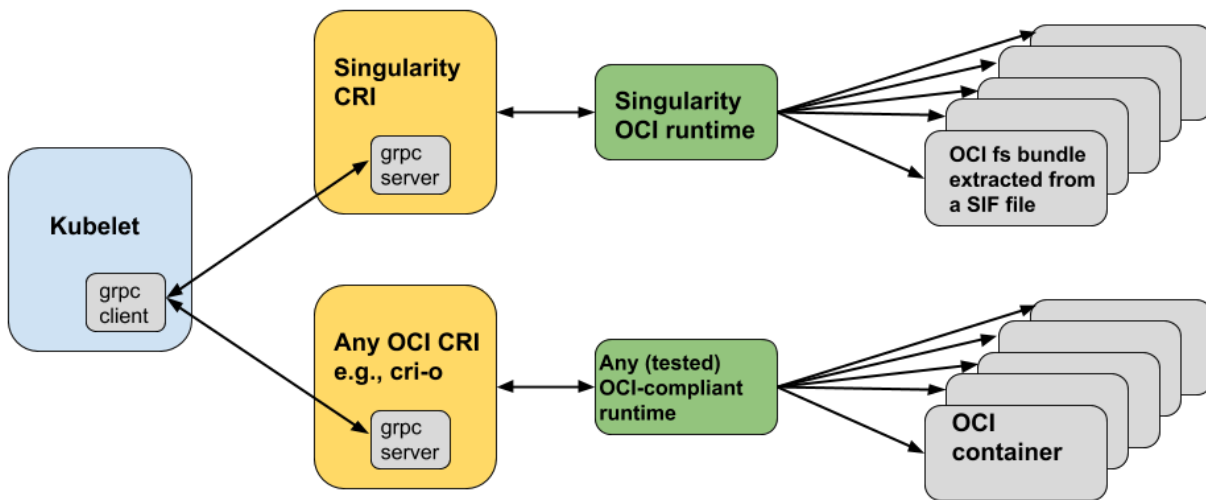 Kubelet
grpc
client
Singularity
CRI
grpc
server
Singularity
OCI runtime
OCI fs bundle
extracted from
a SIF file
Any OCI CRI
e.g., cri-o
grpc
server
Any (tested)
OCI-compliant
runtime
OCI
container